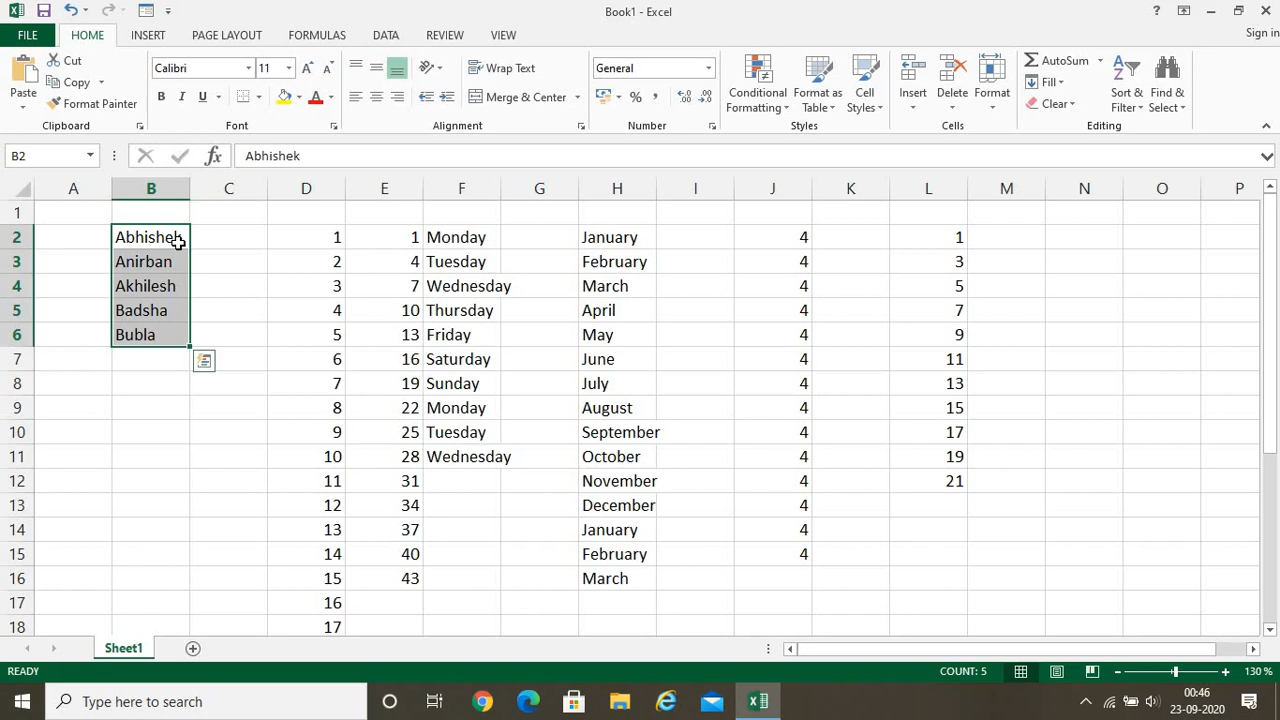 Book1 - Excel
?
FILE HOME INSERT PAGE LAYOUT FORMULAS DATA REVIEW VIEW
Sign in
Paste
Cut
Copy
Format Painter
Clipboard
Calibri 11
B I U
Font
Wrap Text
Merge & Center
Alignment
General
%
Number
Conditional Formatting
Format as Table
Cell Styles
Styles
Insert Delete Format
Cells
AutoSum
Fill
Clear
Sort & Filter
Find & Select
Editing
B2 fx Abhishek
A B C D E F G H I J K L M N O P
1
2 Abhishek 1 1 Monday January 4 1
3 Anirban 2 4 Tuesday February 4 3
4 Akhilesh 3 7 Wednesday March 4 5
5 Badsha 4 10 Thursday April 4 7
6 Bubla 5 13 Friday May 4 9
7 6 16 Saturday June 4 11
8 7 19 Sunday July 4 13
9 8 22 Monday August 4 15
10 9 25 Tuesday September 4 17
11 10 28 Wednesday October 4 19
12 11 31 November 4 21
13 12 34 December 4
14 13 37 January 4
15 14 40 February 4
16 15 43 March
17 16
18 17
Sheet1
READY COUNT: 5 130 %
Type here to search
00:46
23-09-2020